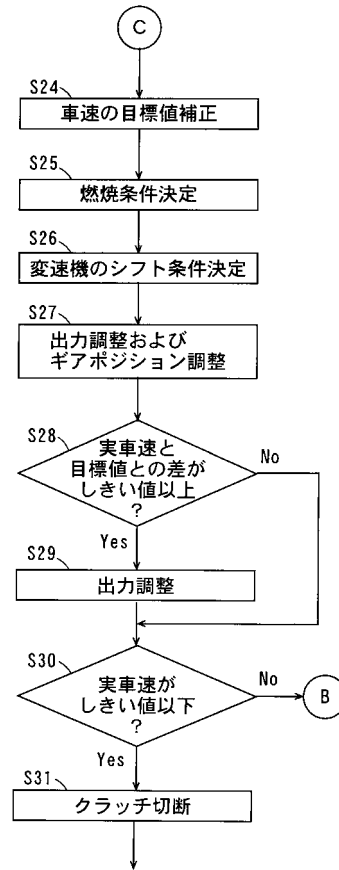 C
S24
車速の目標値補正
S25
燃焼条件決定
S26
変速機のシフト条件決定
S27
出力調整および
ギアポジション調整
S28
実車速と
目標値との差が
しきい値以上
?
No
Yes
S29
出力調整
S30
実車速が
しきい値以下
?
No
B
Yes
S31
クラッチ切断